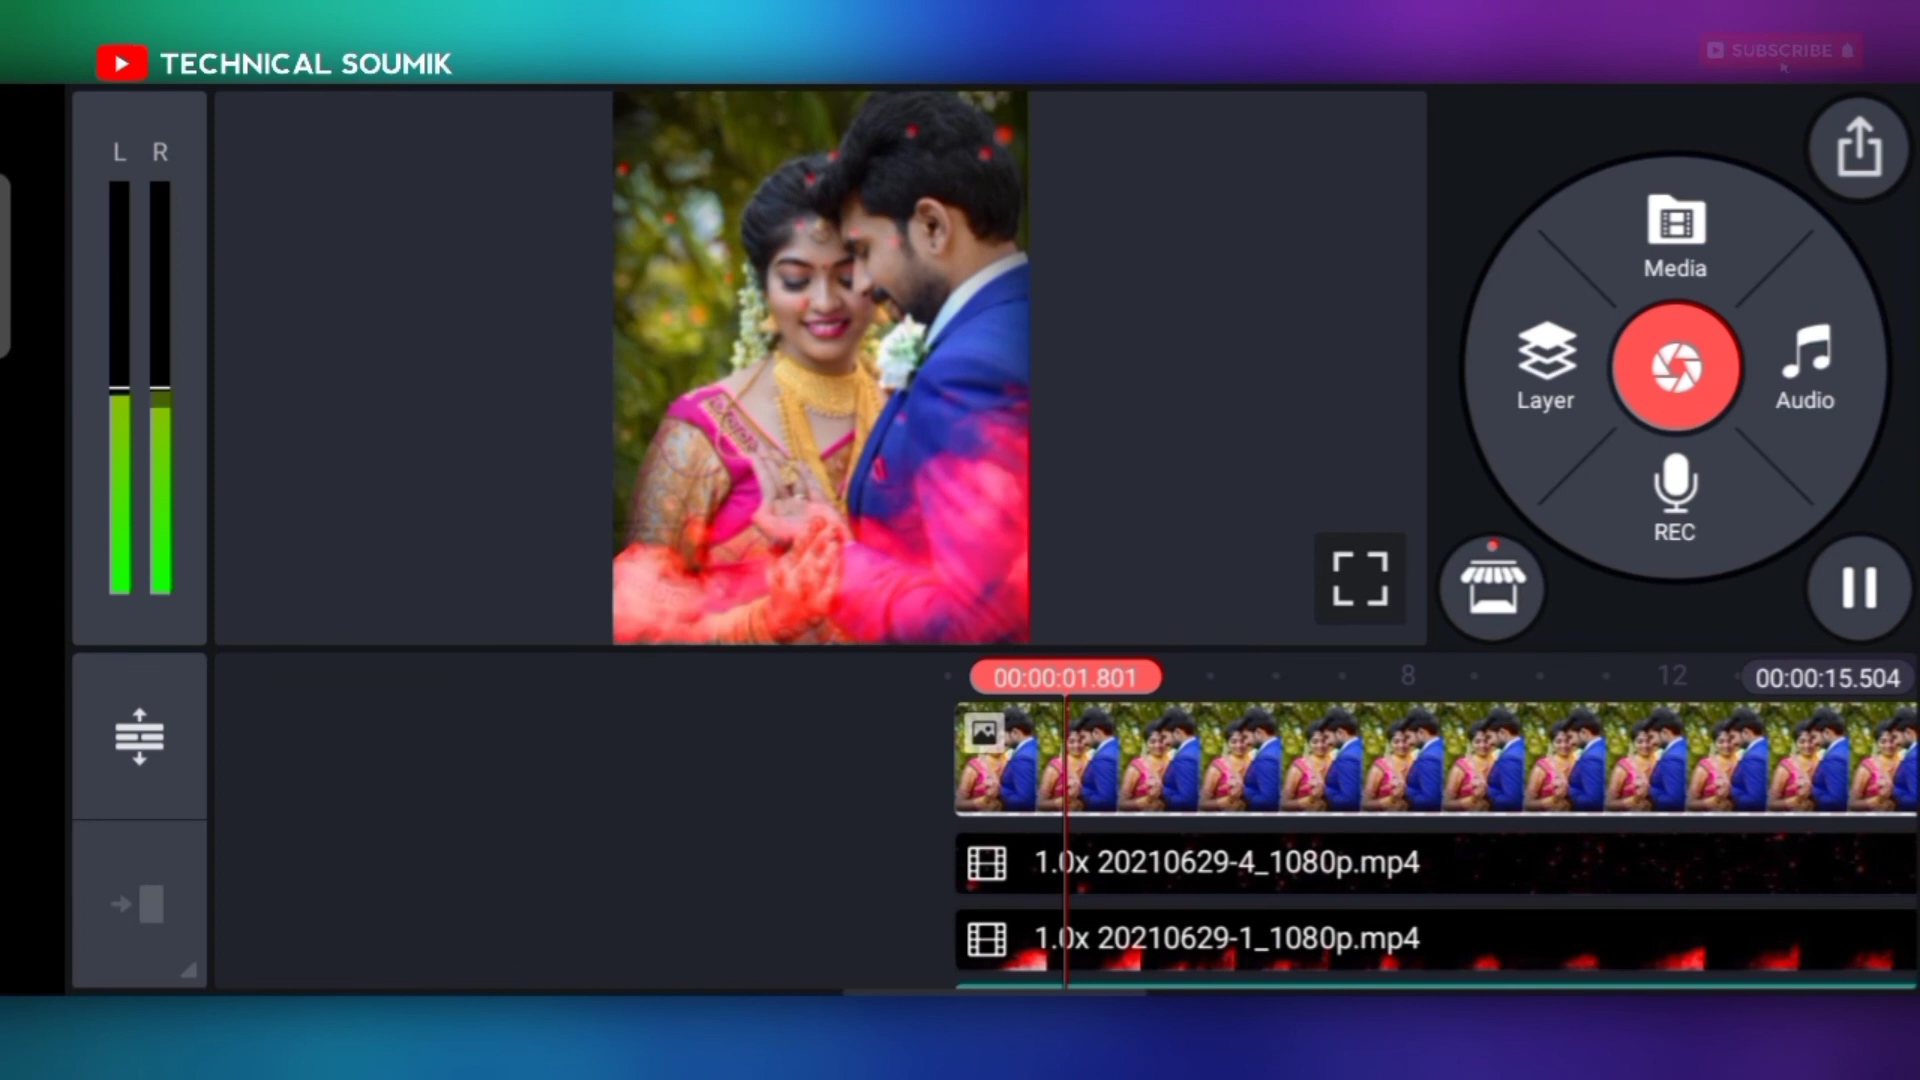 TECHNICAL SOUMIK
SUBSCRIBE
L R
Media
Layer
Audio
REC
00:00:01.801
8
12
00:00:15.504
1.0x 20210629-4_1080p.mp4
1.0x 20210629-1_1080p.mp4